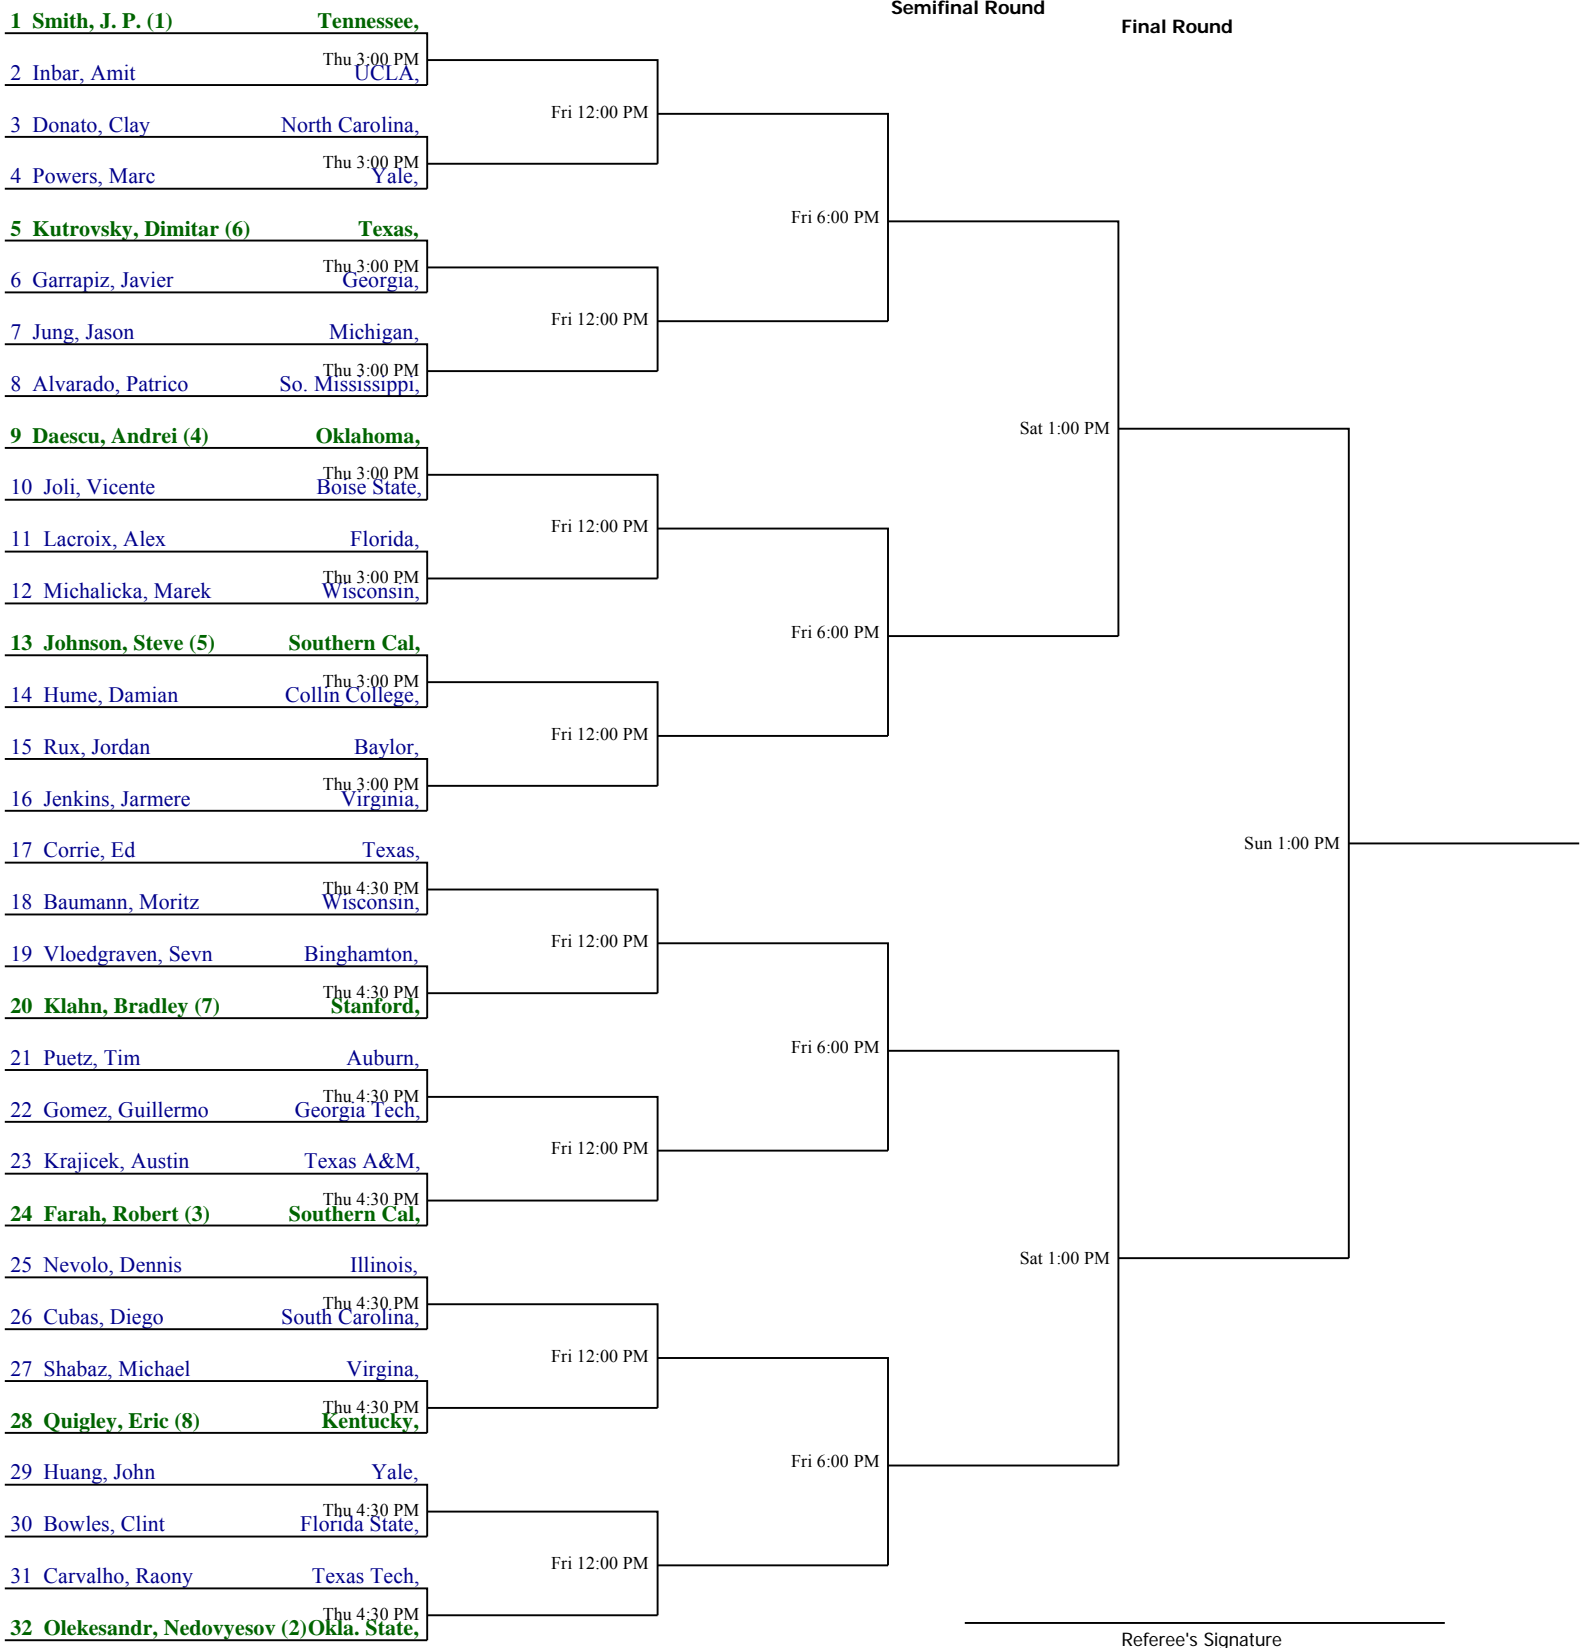 Semifinal Round
Final Round
1 Smith, J. P. (1) Tennessee,
Thu 3:00 PM
2 Inbar, Amit UCLA,
Fri 12:00 PM
3 Donato, Clay North Carolina,
Thu 3:00 PM
4 Powers, Marc Yale,
Fri 6:00 PM
5 Kutrovsky, Dimitar (6) Texas,
Thu 3:00 PM
6 Garrapiz, Javier Georgia,
Fri 12:00 PM
7 Jung, Jason Michigan,
Thu 3:00 PM
8 Alvarado, Patrico So. Mississippi,
Sat 1:00 PM
9 Daescu, Andrei (4) Oklahoma,
Thu 3:00 PM
10 Joli, Vicente Boise State,
Fri 12:00 PM
11 Lacroix, Alex Florida,
Thu 3:00 PM
12 Michalicka, Marek Wisconsin,
Fri 6:00 PM
13 Johnson, Steve (5) Southern Cal,
Thu 3:00 PM
14 Hume, Damian Collin College,
Fri 12:00 PM
15 Rux, Jordan Baylor,
Thu 3:00 PM
16 Jenkins, Jarmere Virginia,
Sun 1:00 PM
17 Corrie, Ed Texas,
Thu 4:30 PM
18 Baumann, Moritz Wisconsin,
Fri 12:00 PM
19 Vloedgraven, Sevn Binghamton,
Thu 4:30 PM
20 Klahn, Bradley (7) Stanford,
Fri 6:00 PM
21 Puetz, Tim Auburn,
Thu 4:30 PM
22 Gomez, Guillermo Georgia Tech,
Fri 12:00 PM
23 Krajicek, Austin Texas A&M,
Thu 4:30 PM
24 Farah, Robert (3) Southern Cal,
Sat 1:00 PM
25 Nevolo, Dennis Illinois,
Thu 4:30 PM
26 Cubas, Diego South Carolina,
Fri 12:00 PM
27 Shabaz, Michael Virgina,
Thu 4:30 PM
28 Quigley, Eric (8) Kentucky,
Fri 6:00 PM
29 Huang, John Yale,
Thu 4:30 PM
30 Bowles, Clint Florida State,
Fri 12:00 PM
31 Carvalho, Raony Texas Tech,
Thu 4:30 PM
32 Olekesandr, Nedovyesov (2) Okla. State,
Referee's Signature